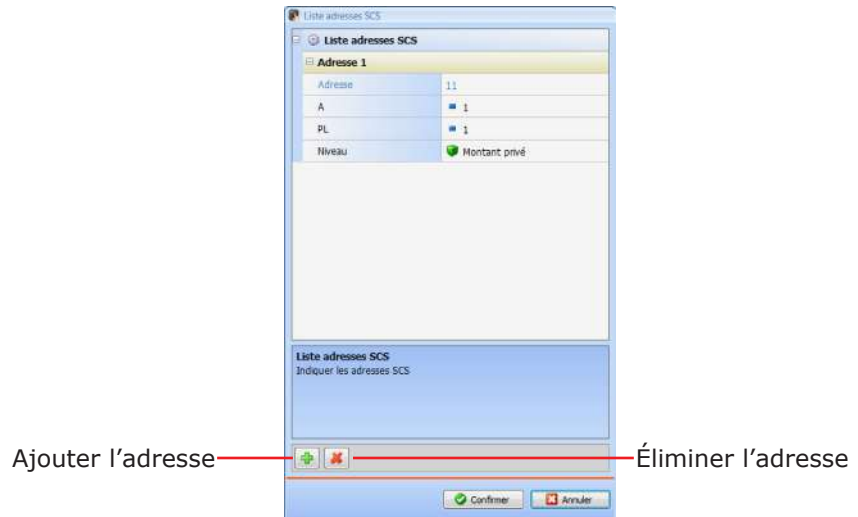 Liste adresses SCS
Liste adresses SCS
Adresse 1
Adresse 11
A 1
PL 1
Niveau Montant privé
Liste adresses SCS
Indiquer les adresses SCS
Ajouter l’adresse
Éliminer l’adresse
Confirmer Annuler